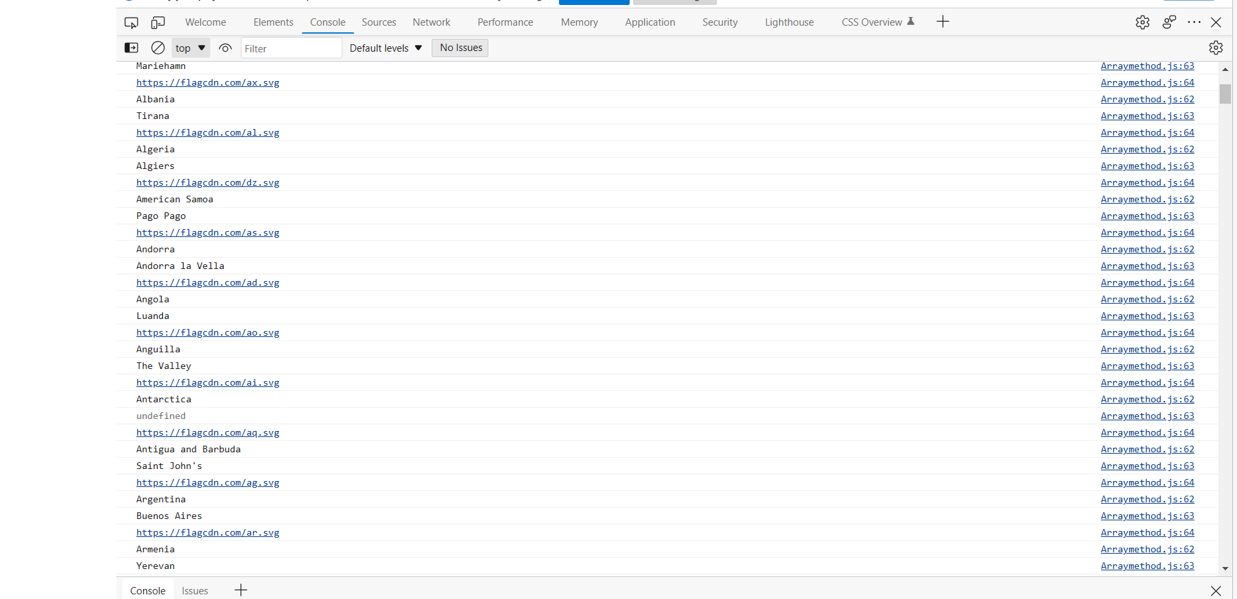 Welcome Elements Console Sources Network Performance Memory Application Security Lighthouse CSS Overview
top Filter Default levels No Issues
Mariehamn Arraymethod.js:63
https://flagcdn.com/ax.svg Arraymethod.js:64
Albania Arraymethod.js:62
Tirana Arraymethod.js:63
https://flagcdn.com/al.svg Arraymethod.js:64
Algeria Arraymethod.js:62
Algiers Arraymethod.js:63
https://flagcdn.com/dz.svg Arraymethod.js:64
American Samoa Arraymethod.js:62
Pago Pago Arraymethod.js:63
https://flagcdn.com/as.svg Arraymethod.js:64
Andorra Arraymethod.js:62
Andorra la Vella Arraymethod.js:63
https://flagcdn.com/ad.svg Arraymethod.js:64
Angola Arraymethod.js:62
Luanda Arraymethod.js:63
https://flagcdn.com/ao.svg Arraymethod.js:64
Anguilla Arraymethod.js:62
The Valley Arraymethod.js:63
https://flagcdn.com/ai.svg Arraymethod.js:64
Antarctica Arraymethod.js:62
undefined Arraymethod.js:63
https://flagcdn.com/aq.svg Arraymethod.js:64
Antigua and Barbuda Arraymethod.js:62
Saint John's Arraymethod.js:63
https://flagcdn.com/ag.svg Arraymethod.js:64
Argentina Arraymethod.js:62
Buenos Aires Arraymethod.js:63
https://flagcdn.com/ar.svg Arraymethod.js:64
Armenia Arraymethod.js:62
Yerevan Arraymethod.js:63
Console Issues